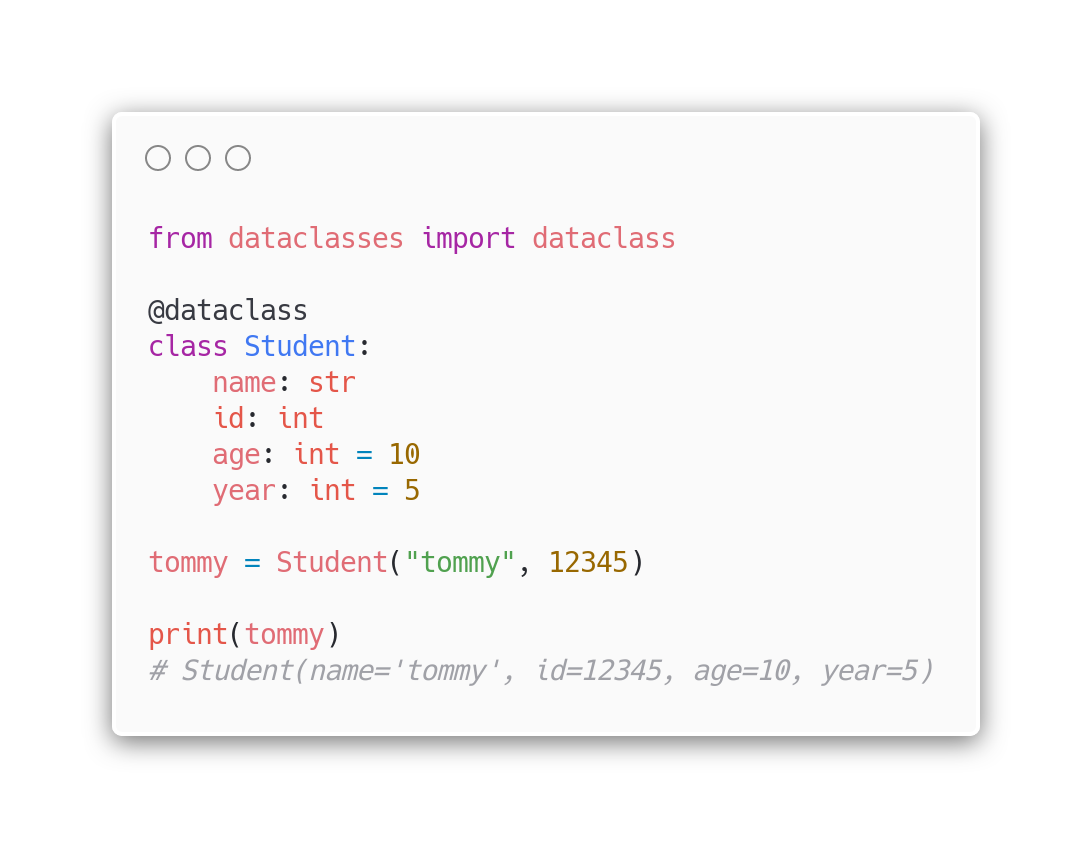 from dataclasses import dataclass
@dataclass
class Student:
    name: str
    id: int
    age: int = 10
    year: int = 5
tommy = Student("tommy", 12345)
print(tommy)
# Student(name='tommy', id=12345, age=10, year=5)